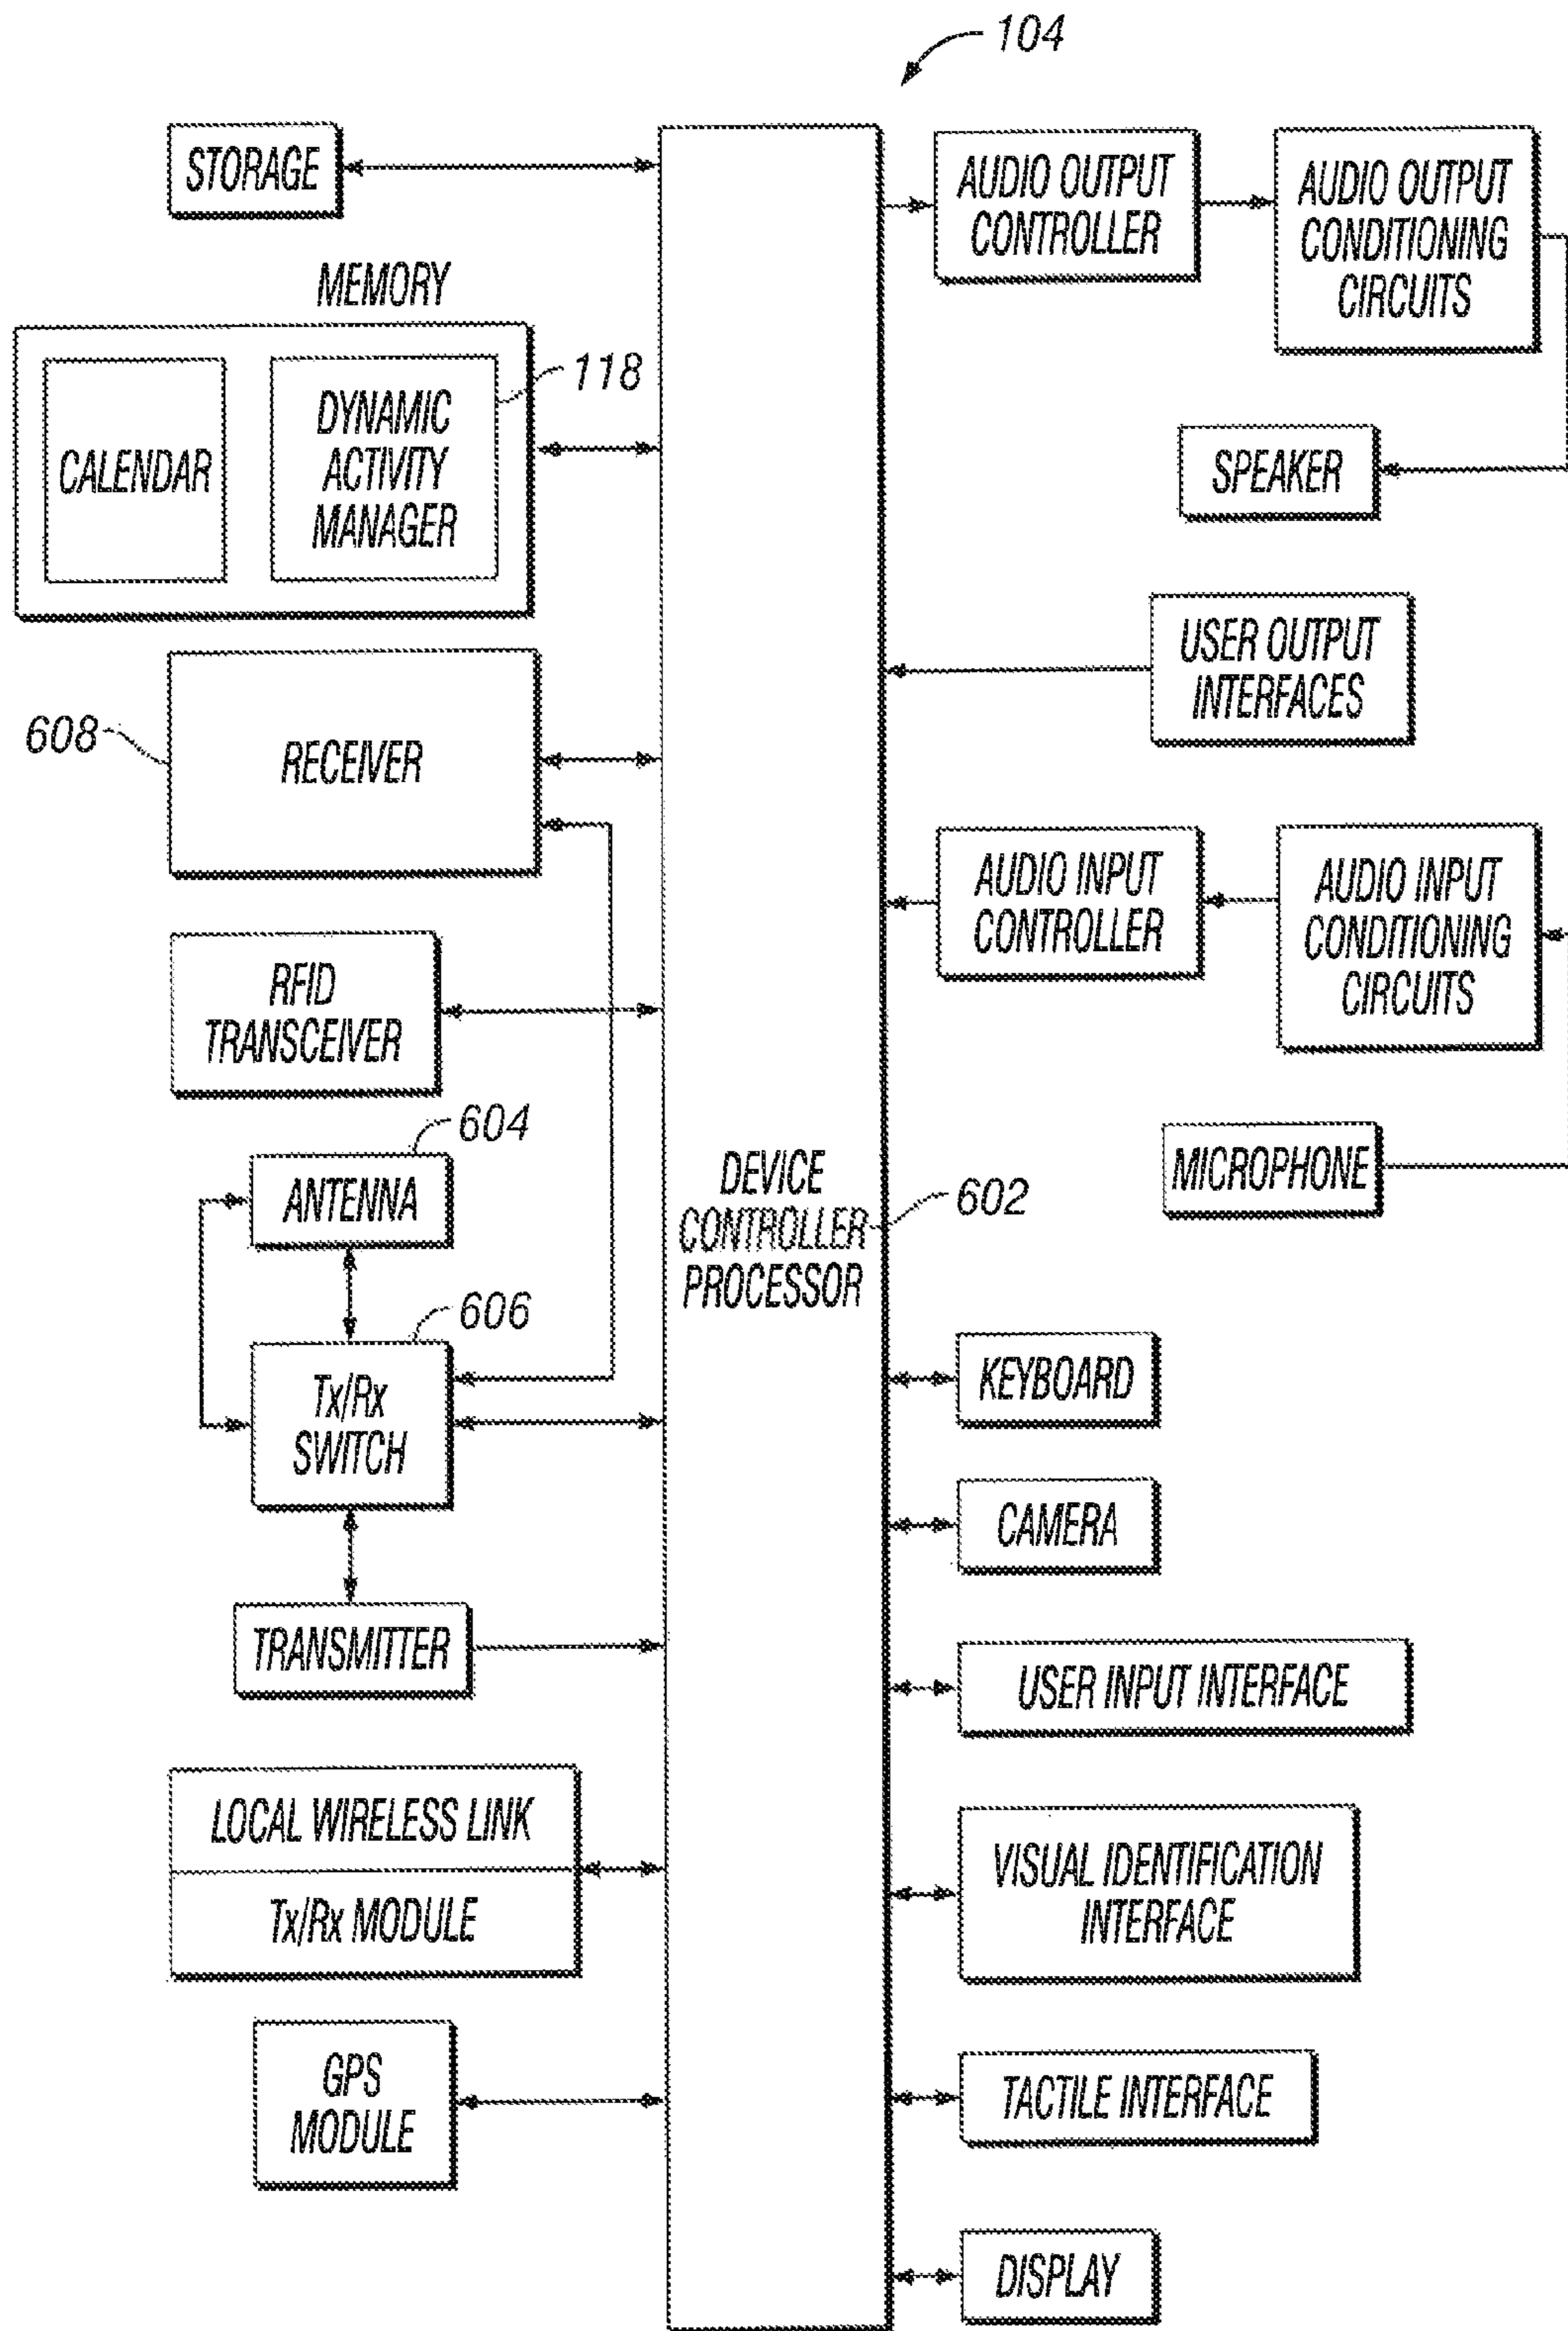 104
STORAGE
MEMORY
CALENDAR
DYNAMIC
ACTIVITY
MANAGER
118
608
RECEIVER
RFID
TRANSCEIVER
604
ANTENNA
606
Tx/Rx
SWITCH
TRANSMITTER
LOCAL WIRELESS LINK
Tx/Rx MODULE
GPS
MODULE
DEVICE
CONTROLLER
PROCESSOR
602
AUDIO OUTPUT
CONTROLLER
AUDIO OUTPUT
CONDITIONING
CIRCUITS
SPEAKER
USER OUTPUT
INTERFACES
AUDIO INPUT
CONTROLLER
AUDIO INPUT
CONDITIONING
CIRCUITS
MICROPHONE
KEYBOARD
CAMERA
USER INPUT INTERFACE
VISUAL IDENTIFICATION
INTERFACE
TACTILE INTERFACE
DISPLAY